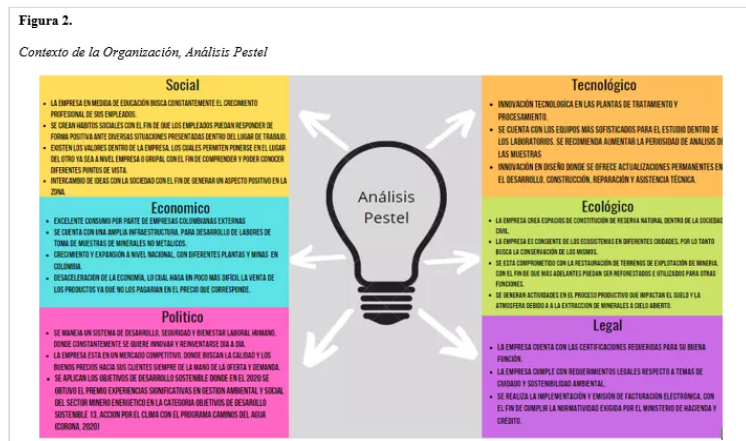 Figura 2.
Contexto de la Organización, Análisis Pestel
Social
• LA EMPRESA EN MEDIDA DE EDUCACIÓN BUSCA CONSTANTEMENTE EL CRECIMIENTO
PROFESIONAL DE SUS EMPLEADOS.
• SE CREAN HABITOS SOCIALES CON EL FIN DE QUE LOS EMPLEADOS PUEDAN RESPONDER DE
FORMA POSITIVA ANTE DIVERSAS SITUACIONES PRESENTADAS DENTRO DEL LUGAR DE TRABAJO.
• EXISTEN LOS VALORES DENTRO DE LA EMPRESA, LOS CUALES PERMITEN PONERSE EN EL LUGAR
DEL OTRO YA SEA A NIVEL EMPRESA O GRUPAL CON EL FIN DE COMPRENDER Y PODER CONOCER
DIFERENTES PUNTOS DE VISTA.
• INTERCAMBIO DE IDEAS CON LA SOCIEDAD CON EL FIN DE GENERAR UN ASPECTO POSITIVO EN LA
ZONA.
Economico
• EXCELENTE CONSUMO POR PARTE DE EMPRESAS COLOMBIANAS EXTERNAS
• SE CUENTA CON UNA AMPLIA INFRAESTRUCTURA, PARA DESARROLLO DE LABORES DE
TOMA DE MUESTRAS DE MINERALES NO METALICOS.
• CRECIMIENTO Y EXPANSIÓN A NIVEL NACIONAL, CON DIFERENTES PLANTAS Y MINAS EN
COLOMBIA.
• DESACELERACIÓN DE LA ECONOMÍA, LO CUAL HAGA UN POCO MÁS DIFÍCIL LA VENTA DE
LOS PRODUCTOS YA QUE NO LOS PAGARIAN EN EL PRECIO QUE CORRESPONDE.
Político
• SE MANEJA UN SISTEMA DE DESARROLLO, SEGURIDAD Y BIENESTAR LABORAL HUMANO,
DONDE CONSTANTEMENTE SE QUIERE INNOVAR Y REINVENTARSE DÍA A DÍA.
• LA EMPRESA ESTA EN UN MERCADO COMPETITIVO, DONDE BUSCAN LA CALIDAD Y LOS
BUENOS PRECIOS HACIA SUS CLIENTES SIEMPRE DE LA MANO DE LA OFERTA Y DEMANDA.
• SE APLICAN LOS OBJETIVOS DE DESARROLLO SOSTENIBLE DONDE EN EL 2020 SE
OBTUVO EL PREMIO EXPERIENCIAS SIGNIFICATIVAS EN GESTION AMBIENTAL Y SOCIAL
DEL SECTOR MINERO ENERGETICO EN LA CATEGORIA OBJETIVOS DE DESAROLLO
SOSTENIBLE 13, ACCION POR EL CLIMA CON EL PROGRAMA CAMINOS DEL AGUA
(CORONA, 2020)
Análisis
Pestel
Tecnológico
• INNOVACIÓN TECNOLOGÍCA EN LAS PLANTAS DE TRATAMIENTO Y
PROCESAMIENTO.
• SE CUENTA CON LOS EQUIPOS MAS SOFISTICADOS PARA EL ESTUDIO DENTRO DE
LOS LABORATORIOS. SE RECOMIENDA AUMENTAR LA PERIOSIDAD DE ANALISIS DE
LAS MUESTRAS
• INNOVACIÓN EN DISEÑO DONDE SE OFRECE ACTUALIZACIONES PERMANENTES EN
EL DESARROLLO, CONSTRUCCIÓN, REPARACIÓN Y ASISTENCIA TÉCNICA.
Ecológico
• LA EMPRESA CREA ESPACIOS DE CONSTITUCIÓN DE RESERVA NATURAL DENTRO DE LA SOCIEDAD
CIVIL.
• LA EMPRESA ES CONSIENTE DE LOS ECOSISTEMAS EN DIFERENTES CIUDADES, POR LO TANTO
BUSCA LA CONSERVACIÓN DE LOS MISMOS.
• SE ESTA COMPROMETIDO CON LA RESTAURACIÓN DE TERRENOS DE EXPLOTACIÓN DE MINERIA,
CON EL FIN DE QUE MÁS ADELANTES PUEDAN SER REFORESTADOS E UTILIZADOS PARA OTRAS
FUNCIONES.
• SE GENERAN ACTIVIDADES EN EL PROCESO PRODUCTIVO QUE IMPACTAN EL SUELO Y LA
ATMOSFERA DEBIDO A A LA EXTRACCION DE MINERALES A CIELO ABIERTO.
Legal
• LA EMPRESA CUENTA CON LAS CERTIFICACIONES REQUERIDAS PARA SU BUENA
FUNCIÓN.
• LA EMPRESA CUMPLE CON REQUERIMIENTOS LEGALES RESPECTO A TEMAS DE
CUIDADO Y SOSTENIBILIDAD AMBIENTAL.
• SE REALIZA LA IMPLEMENTACIÓN Y EMISIÓN DE FACTURACIÓN ELECTRÓNICA, CON
EL FIN DE CUMPLIR LA NORMATIVIDAD EXIGIDA POR EL MINISTERIO DE HACIENDA Y
CRÉDITO.